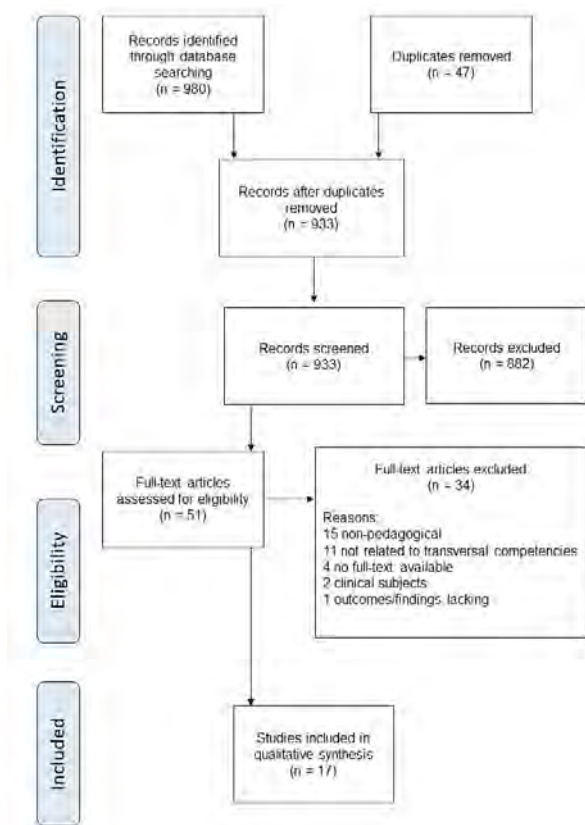 Identification
Records identified
through database
searching
(n = 980)
Duplicates removed
(n = 47)
Records after duplicates
removed
(n = 933)
Screening
Records screened
(n = 933)
Records excluded
(n = 882)
Eligibility
Full-text articles
assessed for eligibility
(n = 51)
Full-text articles excluded
(n = 34)
Reasons:
15 non-pedagogical
11 not related to transversal competencies
4 no full-text available
2 clinical subjects
1 outcomes/findings lacking
Included
Studies included in
qualitative synthesis
(n = 17)